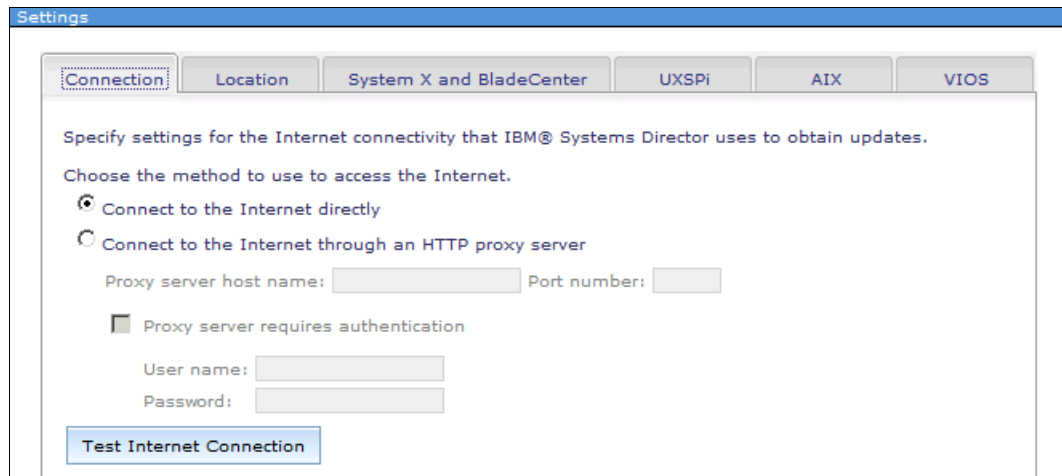 Settings
Connection Location System X and BladeCenter UXSPi AIX VIOS
Specify settings for the Internet connectivity that IBM® Systems Director uses to obtain updates.
Choose the method to use to access the Internet.
Connect to the Internet directly
Connect to the Internet through an HTTP proxy server
Proxy server host name: Port number:
Proxy server requires authentication
User name:
Password:
Test Internet Connection